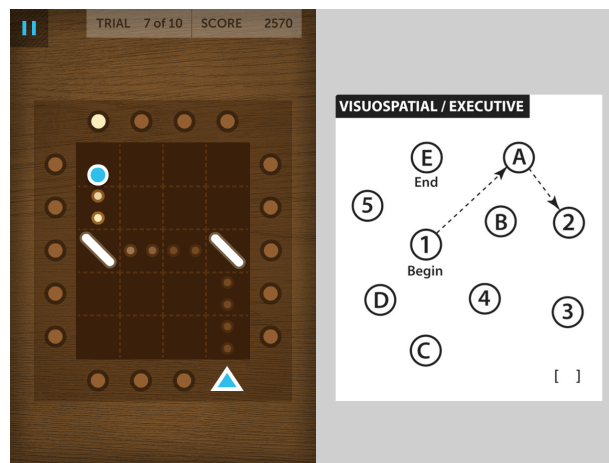 TRIAL 7 of 10 SCORE 2570
VISUOSPATIAL / EXECUTIVE
E
End
A
5
B
2
1
Begin
D
4
3
C
[ ]